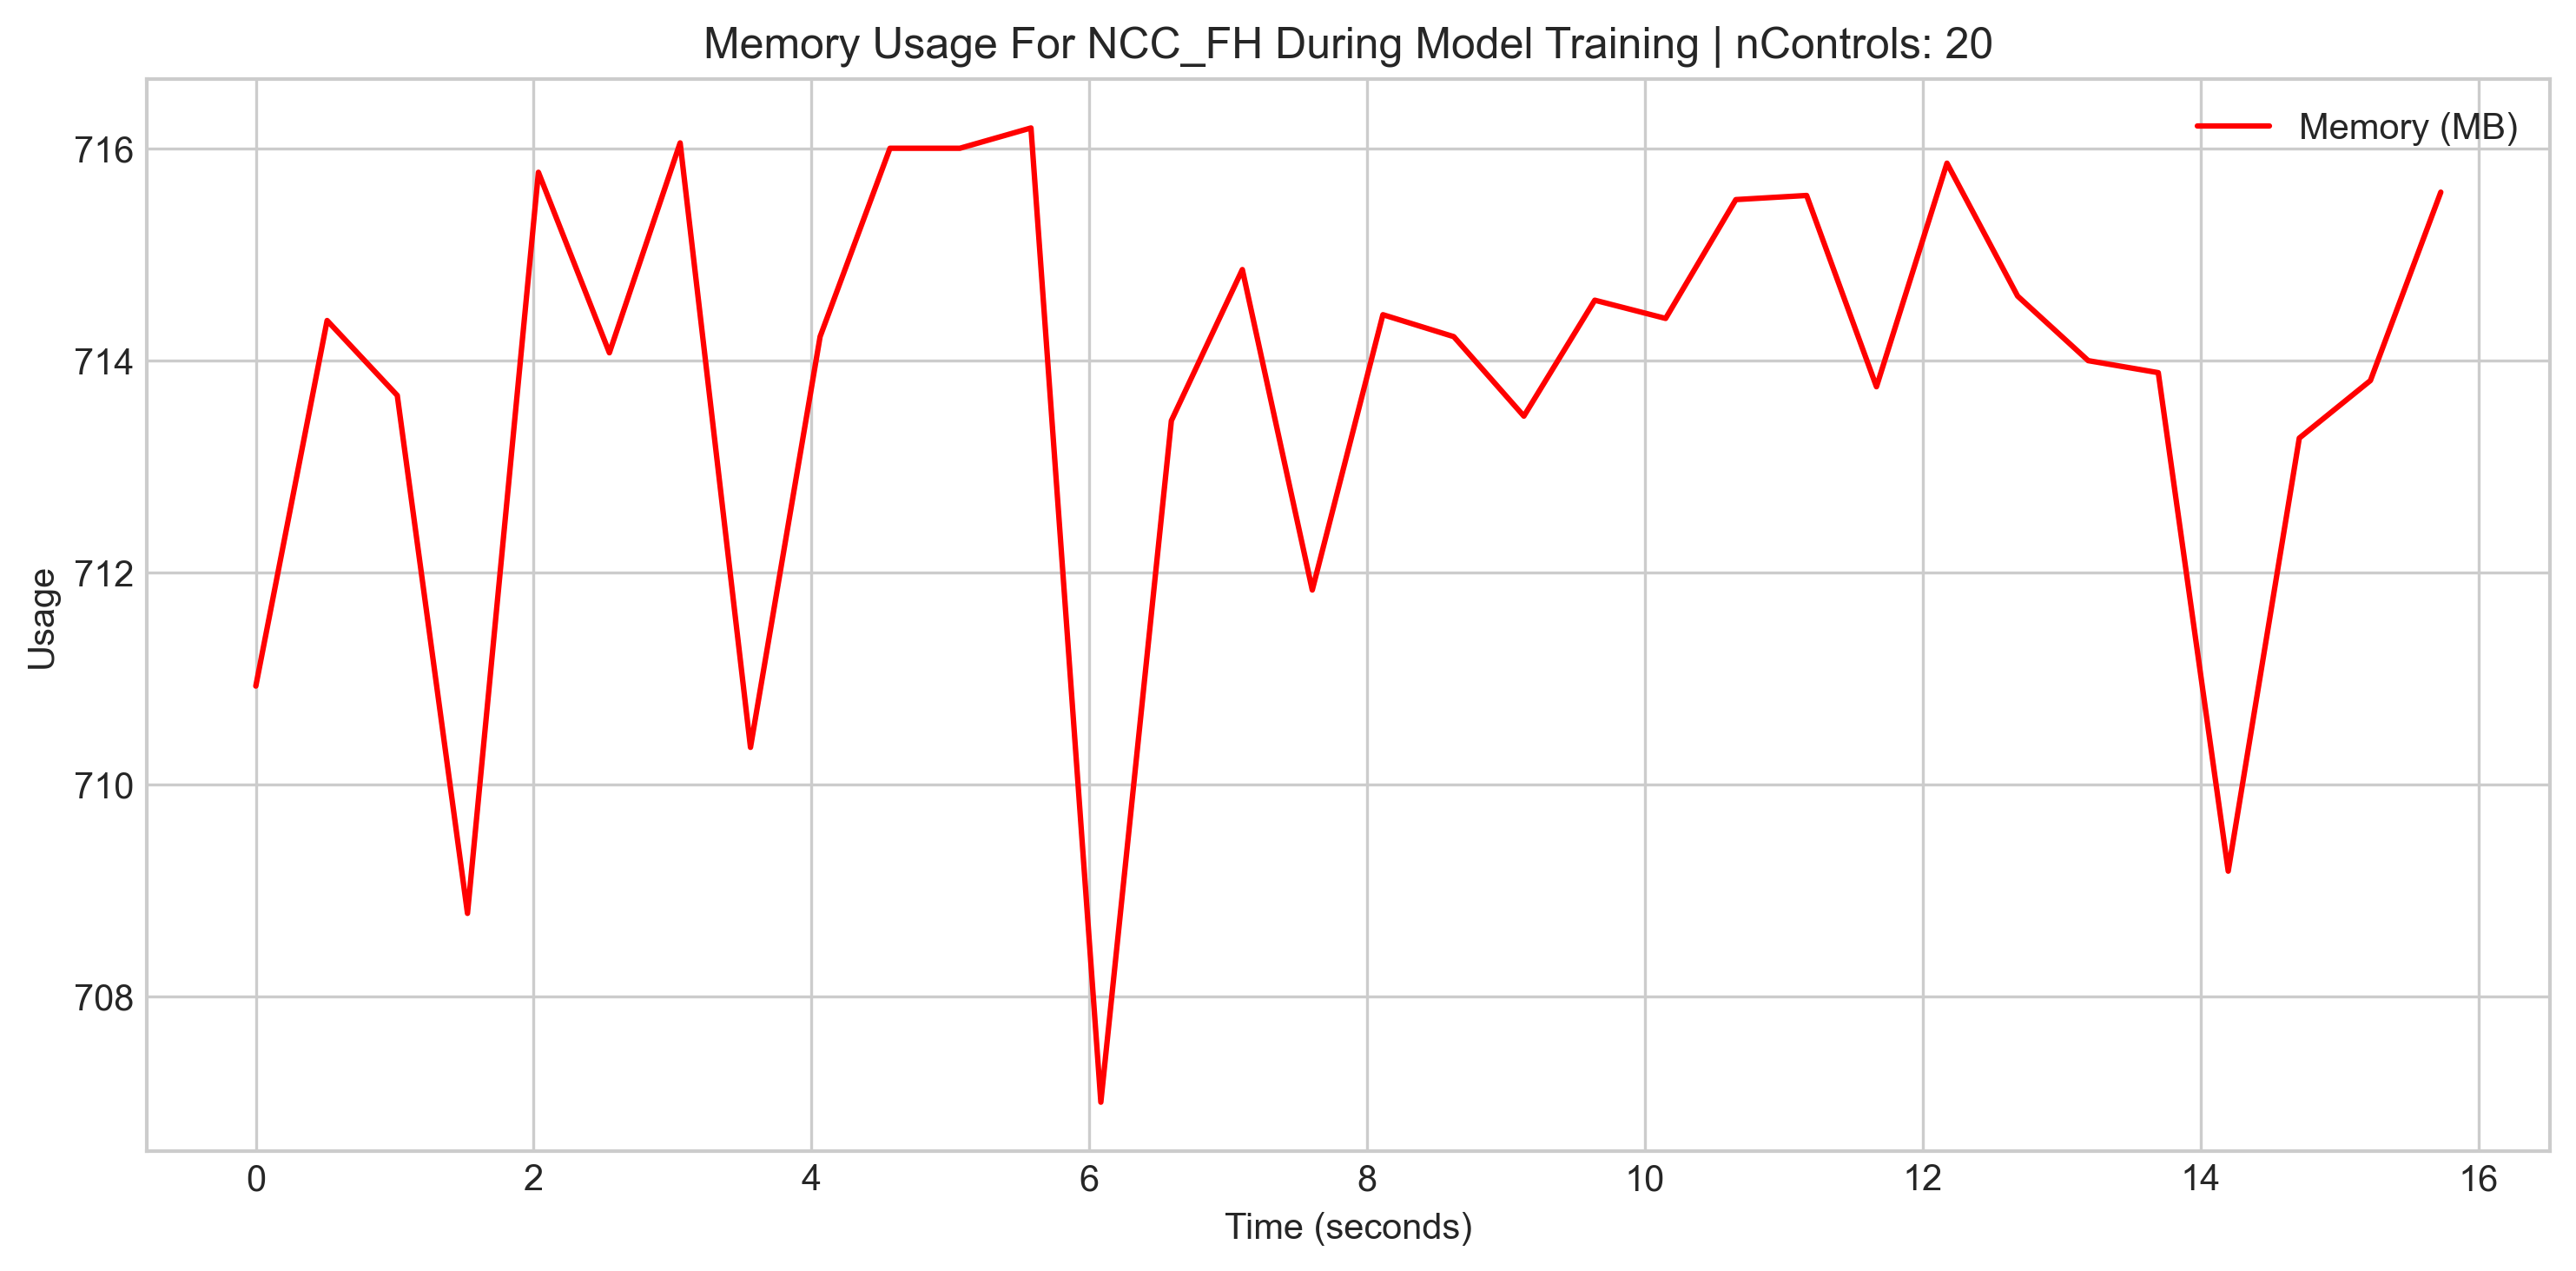 Memory Usage For NCC_FH During Model Training | nControls: 20
Memory (MB)
716
714
712
710
708
Usage
0 2 4 6 8 10 12 14 16
Time (seconds)